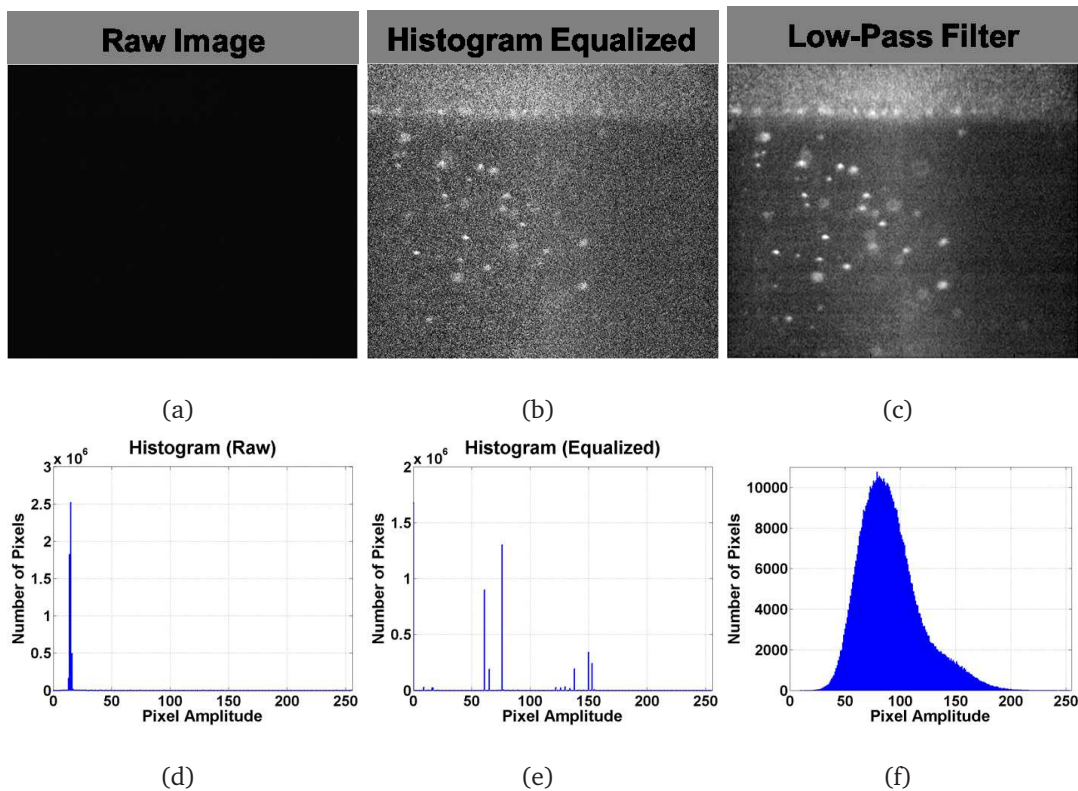 Raw Image
Histogram Equalized
Low-Pass Filter
(a)
(b)
(c)
Histogram (Raw)
x 10^6
3
2.5
2
1.5
1
0.5
0
0 50 100 150 200 250
Number of Pixels
Pixel Amplitude
Histogram (Equalized)
x 10^6
2
1.5
1
0.5
0
0 50 100 150 200 250
Number of Pixels
Pixel Amplitude
10000
8000
6000
4000
2000
0
0 50 100 150 200 250
Number of Pixels
Pixel Amplitude
(d)
(e)
(f)